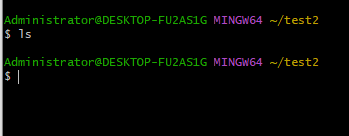 Administrator@DESKTOP-FU2AS1G MINGW64 ~/test2
$ ls
Administrator@DESKTOP-FU2AS1G MINGW64 ~/test2
$